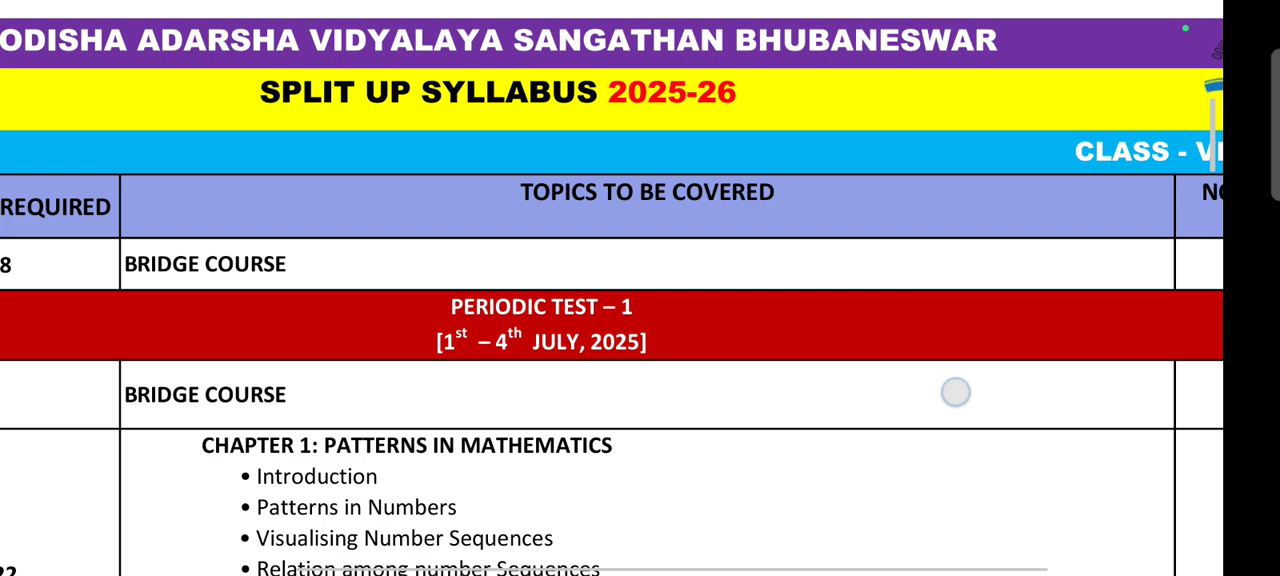 ODISHA ADARSHA VIDYALAYA SANGATHAN BHUBANESWAR
SPLIT UP SYLLABUS 2025-26
CLASS -
REQUIRED
TOPICS TO BE COVERED
8
BRIDGE COURSE
PERIODIC TEST – 1
[1st – 4th JULY, 2025]
BRIDGE COURSE
CHAPTER 1: PATTERNS IN MATHEMATICS
• Introduction
• Patterns in Numbers
• Visualising Number Sequences
• Relation among number Sequences